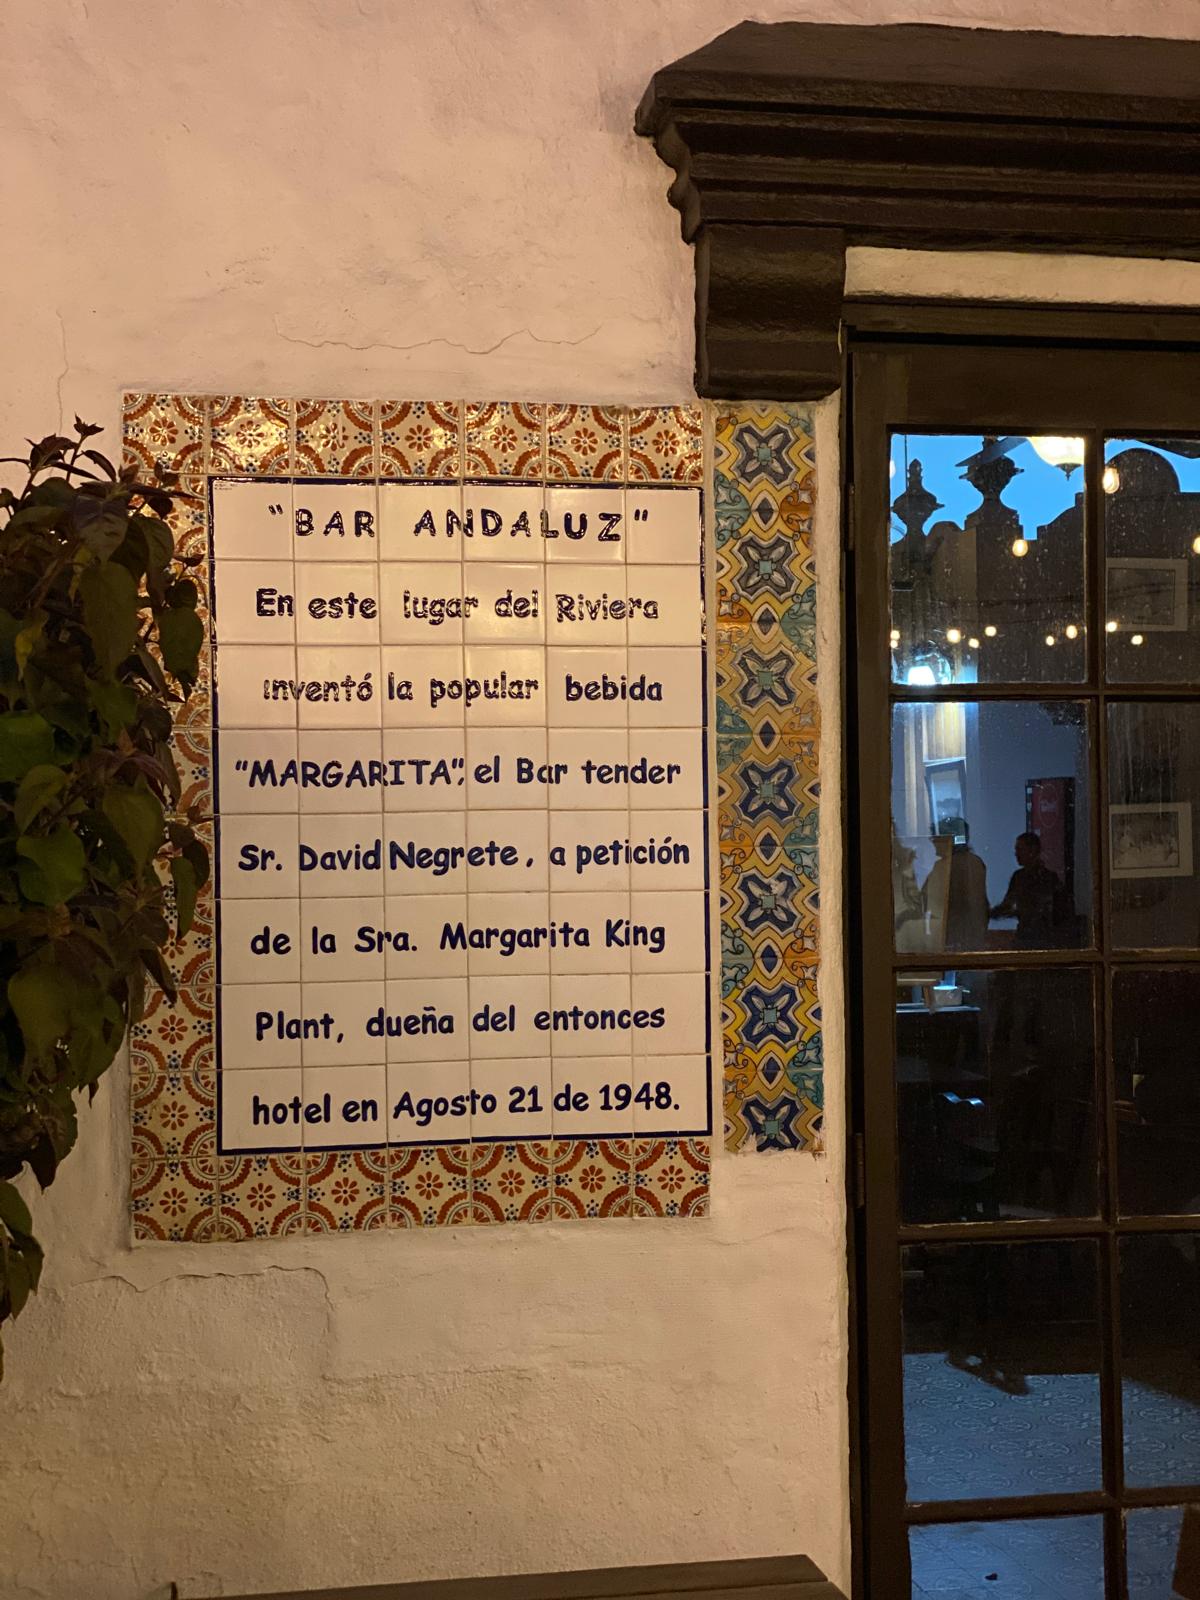 "BAR ANDALUZ"
En este lugar del Riviera
inventó la popular bebida
"MARGARITA", el Bar tender
Sr. David Negrete, a petición
de la Sra. Margarita King
Plant, dueña del entonces
hotel en Agosto 21 de 1948.